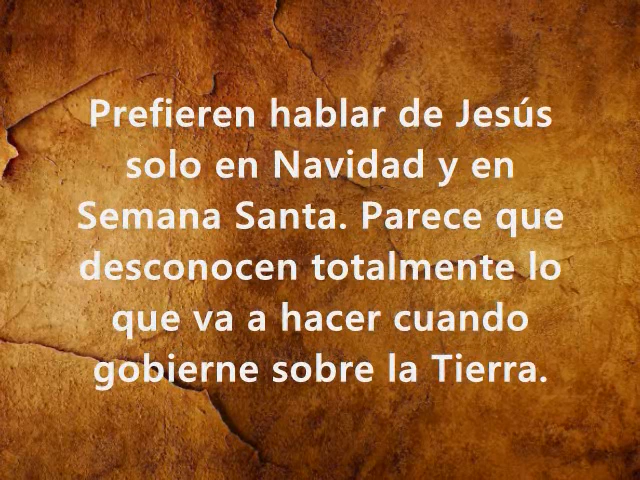 Prefieren hablar de Jesús
solo en Navidad y en
Semana Santa. Parece que
desconocen totalmente lo
que va a hacer cuando
gobierne sobre la Tierra.